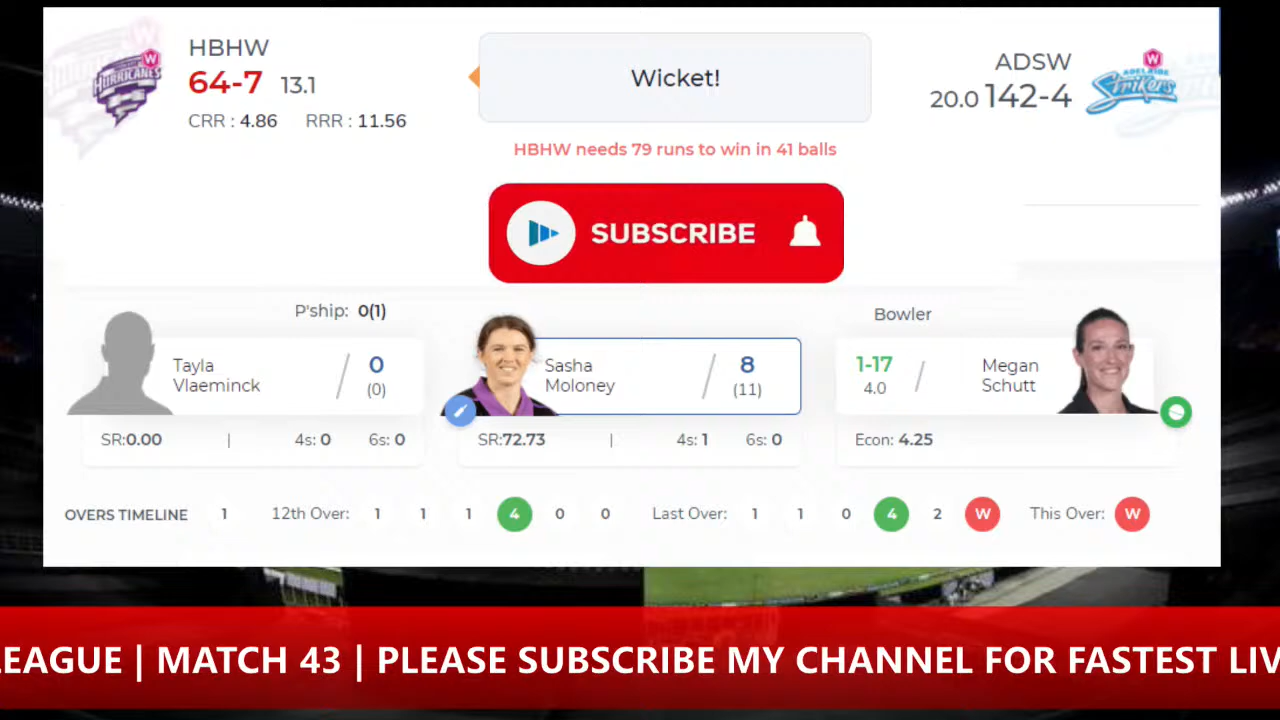 HBHW
64-7 13.1
CRR : 4.86 RRR : 11.56
HURRICANES
W
Wicket!
HBHW needs 79 runs to win in 41 balls
ADSW
20.0 142-4
W
ADELAIDE
Strikers
SUBSCRIBE
P'ship: 0(1)
Tayla
Vlaeminck
0
(0)
SR:0.00 | 4s: 0 6s: 0
Sasha
Moloney
8
(11)
SR:72.73 | 4s: 1 6s: 0
Bowler
1-17
4.0
Megan
Schutt
Econ: 4.25
OVERS TIMELINE 1 12th Over: 1 1 1 4 0 0 Last Over: 1 1 0 4 2 W This Over: W
LEAGUE | MATCH 43 | PLEASE SUBSCRIBE MY CHANNEL FOR FASTEST LIV